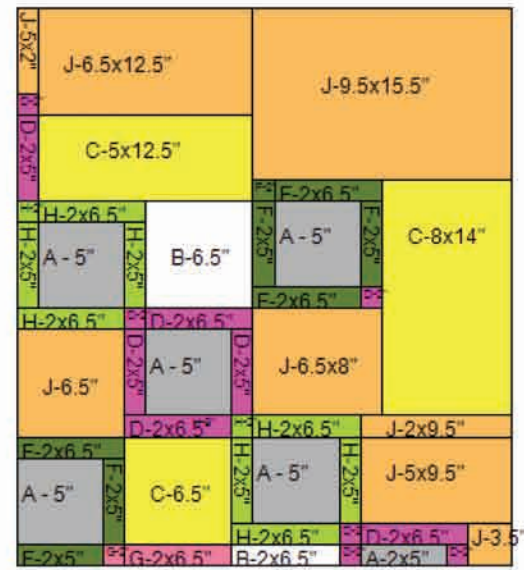 J-5x2"
J-6.5x12.5"
J-9.5x15.5"
D-2x5"
C-5x12.5"
F-2x6.5"
H-2x6.5"
F-2x5"
A - 5"
F-2x5"
C-8x14"
H-2x5"
A - 5"
H-2x5"
B-6.5"
F-2x6.5"
H-2x6.5"
D-2x6.5"
J-6.5"
D-2x5"
A - 5"
D-2x5"
J-6.5x8"
D-2x6.5"
H-2x6.5"
J-2x9.5"
F-2x6.5"
A - 5"
F-2x5"
C-6.5"
H-2x5"
A - 5"
H-2x5"
J-5x9.5"
H-2x6.5"
D-2x6.5"
J-3.5"
F-2x5"
G-2x6.5"
B-2x6.5"
A-2x5"